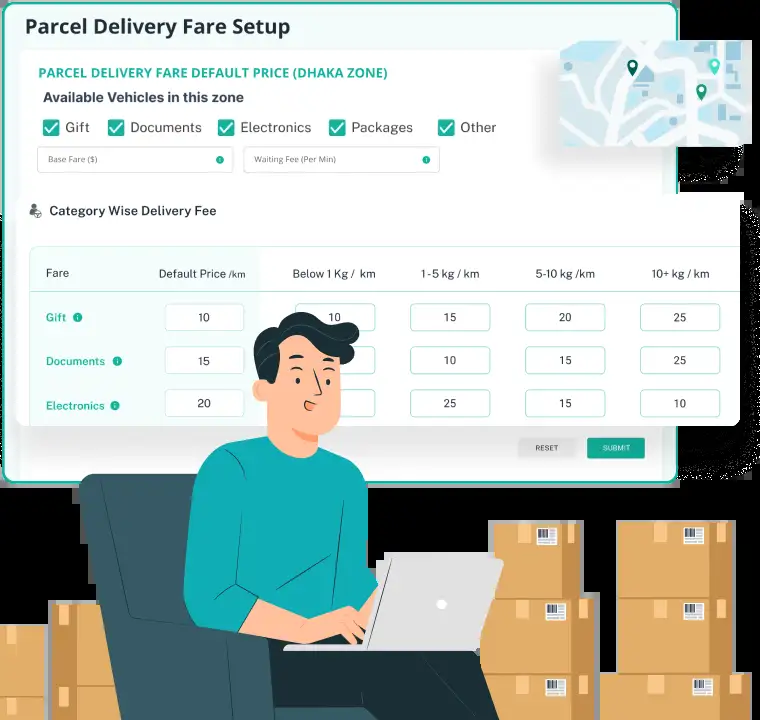 Parcel Delivery Fare Setup
PARCEL DELIVERY FARE DEFAULT PRICE (DHAKA ZONE)
Available Vehicles in this zone
Gift Documents Electronics Packages Other
Base Fare ($) Waiting Fee (Per Min)
Category Wise Delivery Fee
Fare Default Price /km Below 1 Kg / km 1-5 kg / km 5-10 kg /km 10+ kg / km
Gift 10 10 15 20 25
Documents 15 10 15 25
Electronics 20 25 15 10
RESET SUBMIT